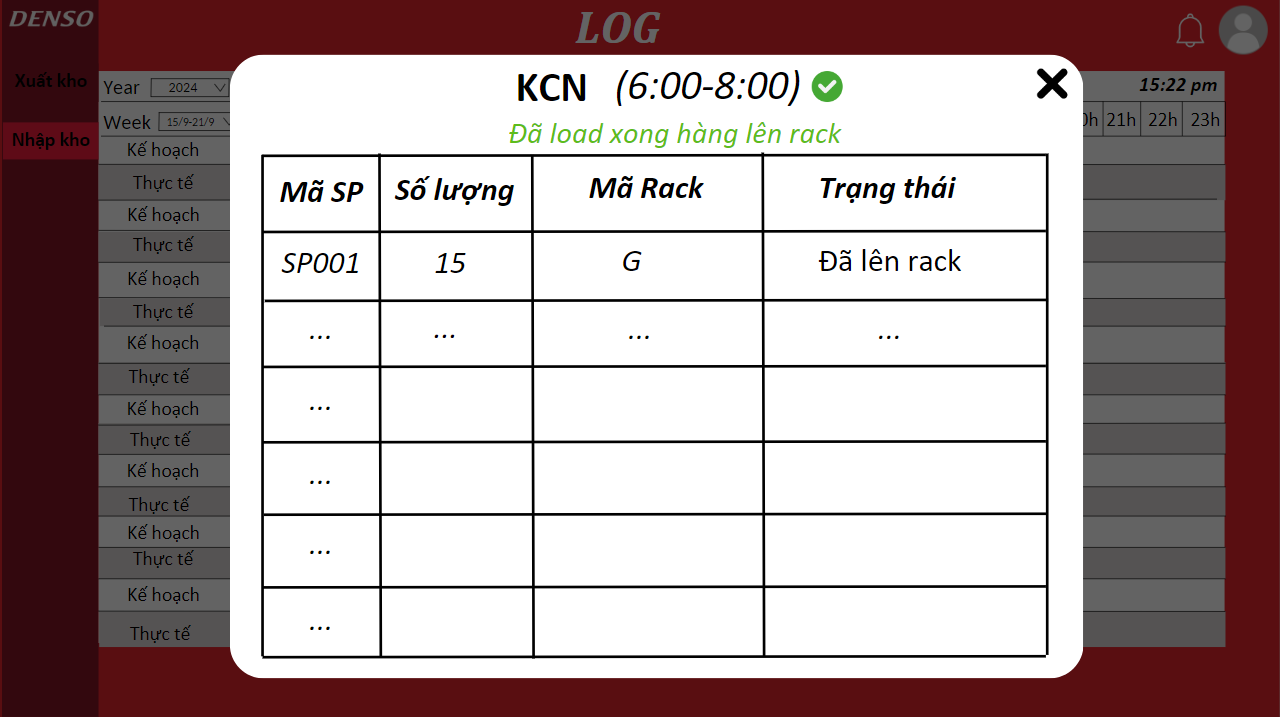 DENSO
LOG
Xuất kho
Nhập kho
Year 2024
15:22 pm
Week 15/9-21/9
0h 21h 22h 23h
Kế hoạch
Thực tế
Kế hoạch
Thực tế
Kế hoạch
Thực tế
Kế hoạch
Thực tế
Kế hoạch
Thực tế
Kế hoạch
Thực tế
Kế hoạch
Thực tế
Kế hoạch
Thực tế
KCN (6:00-8:00)
Đã load xong hàng lên rack
Mã SP Số lượng Mã Rack Trạng thái
SP001 15 G Đã lên rack
... ... ... ...
...
...
...
...